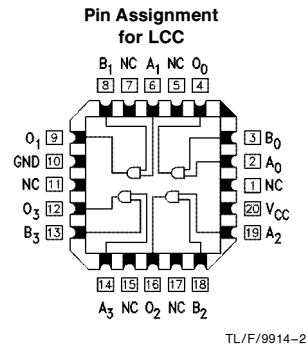 Pin Assignment
for LCC
B1 NC A1 NC O0
8 7 6 5 4
O1 9
GND 10
NC 11
O3 12
B3 13
3 B0
2 A0
1 NC
20 VCC
19 A2
14 15 16 17 18
A3 NC O2 NC B2
TL/F/9914–2